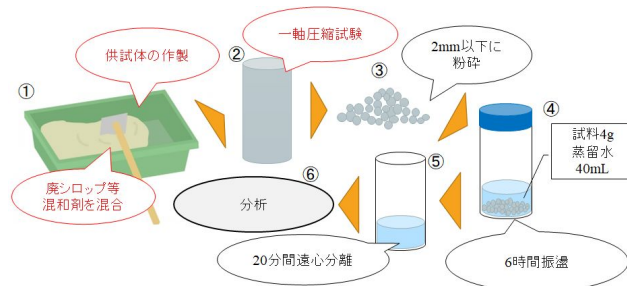 供試体の作製
一軸圧縮試験
2mm以下に
粉砕
①
②
③
④
試料4g
蒸留水
40mL
⑤
⑥
廃シロップ等
混和剤を混合
分析
20分間遠心分離
6時間振盪